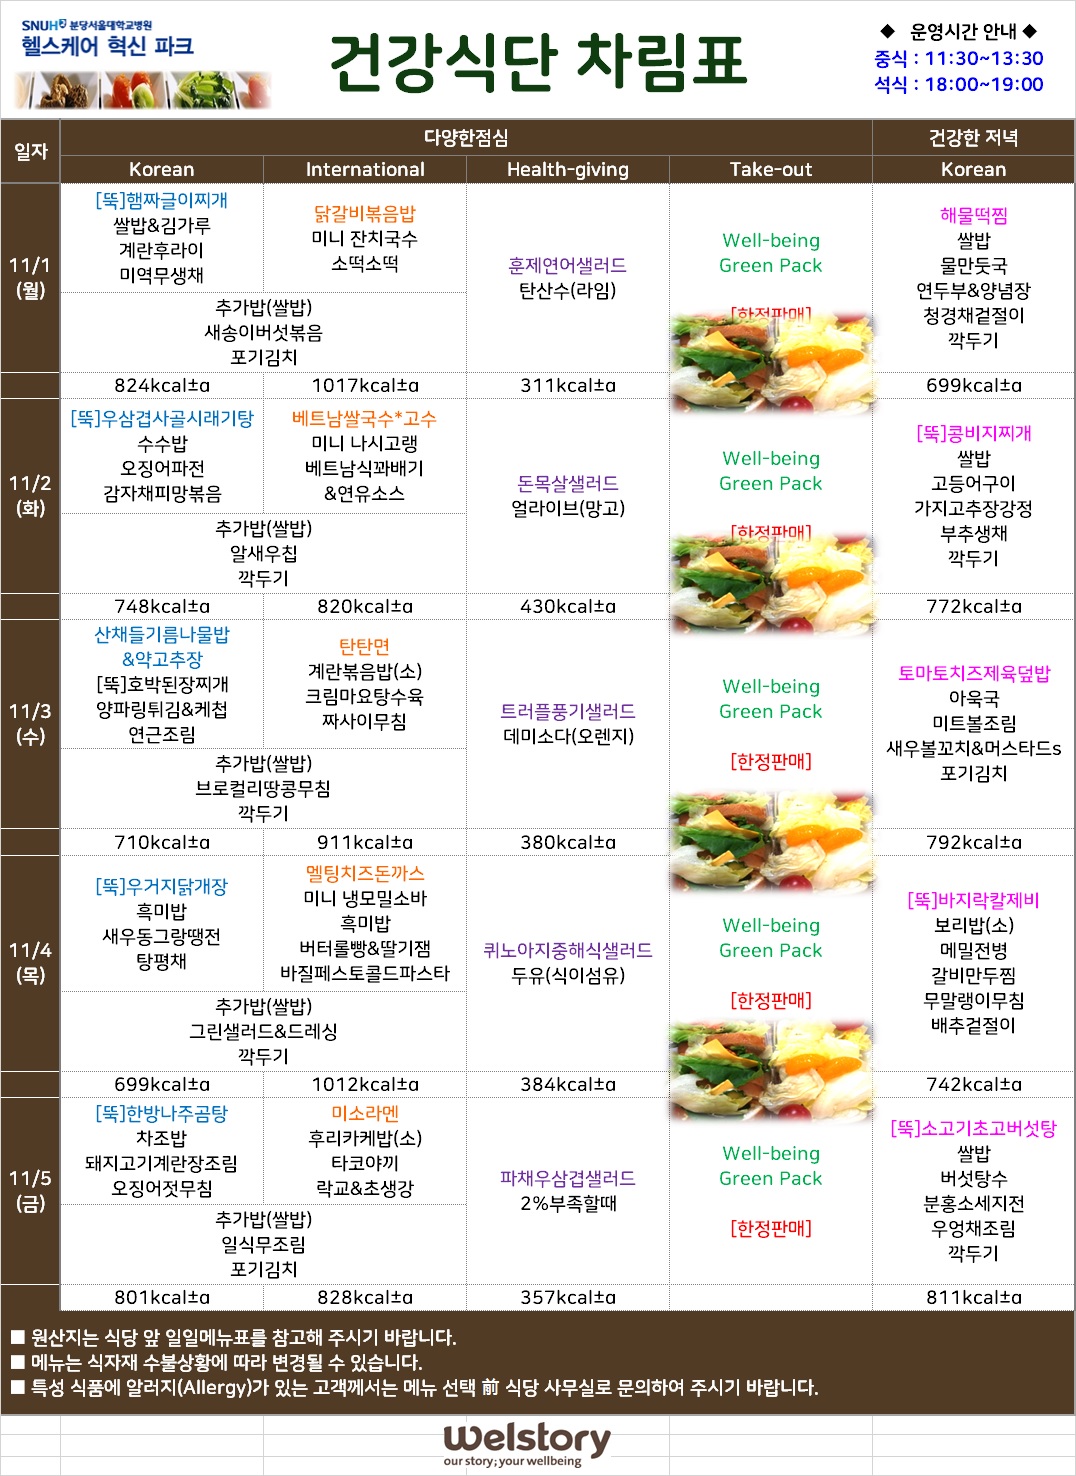 SNUH 분당서울대학교병원
헬스케어 혁신 파크
건강식단 차림표
◆ 운영시간 안내 ◆
중식 : 11:30~13:30
석식 : 18:00~19:00
일자
다양한점심
건강한 저녁
Korean
International
Health-giving
Take-out
Korean
11/1
(월)
[뚝]햄짜글이찌개
쌀밥&김가루
계란후라이
미역무생채
닭갈비볶음밥
미니 잔치국수
소떡소떡
추가밥(쌀밥)
새송이버섯볶음
포기김치
훈제연어샐러드
탄산수(라임)
Well-being
Green Pack
[한정판매]
해물떡찜
쌀밥
물만둣국
연두부&양념장
청경채겉절이
깍두기
824kcal±α
1017kcal±α
311kcal±α
699kcal±α
11/2
(화)
[뚝]우삼겹사골시래기탕
수수밥
오징어파전
감자채피망볶음
베트남쌀국수*고수
미니 나시고랭
베트남식꽈배기
&연유소스
추가밥(쌀밥)
알새우칩
깍두기
돈목살샐러드
얼라이브(망고)
Well-being
Green Pack
[한정판매]
[뚝]콩비지찌개
쌀밥
고등어구이
가지고추장강정
부추생채
깍두기
748kcal±α
820kcal±α
430kcal±α
772kcal±α
11/3
(수)
산채들기름나물밥
&약고추장
[뚝]호박된장찌개
양파링튀김&케첩
연근조림
탄탄면
계란볶음밥(소)
크림마요탕수육
짜사이무침
추가밥(쌀밥)
브로컬리땅콩무침
깍두기
트러플풍기샐러드
데미소다(오렌지)
Well-being
Green Pack
[한정판매]
토마토치즈제육덮밥
아욱국
미트볼조림
새우볼꼬치&머스타드s
포기김치
710kcal±α
911kcal±α
380kcal±α
792kcal±α
11/4
(목)
[뚝]우거지닭개장
흑미밥
새우동그랑땡전
탕평채
멜팅치즈돈까스
미니 냉모밀소바
흑미밥
버터롤빵&딸기잼
바질페스토콜드파스타
추가밥(쌀밥)
그린샐러드&드레싱
깍두기
퀴노아지중해식샐러드
두유(식이섬유)
Well-being
Green Pack
[한정판매]
[뚝]바지락칼제비
보리밥(소)
메밀전병
갈비만두찜
무말랭이무침
배추겉절이
699kcal±α
1012kcal±α
384kcal±α
742kcal±α
11/5
(금)
[뚝]한방나주곰탕
차조밥
돼지고기계란장조림
오징어젓무침
미소라멘
후리카케밥(소)
타코야끼
락교&초생강
추가밥(쌀밥)
일식무조림
포기김치
파채우삼겹샐러드
2%부족할때
Well-being
Green Pack
[한정판매]
[뚝]소고기초고버섯탕
쌀밥
버섯탕수
분홍소세지전
우엉채조림
깍두기
801kcal±α
828kcal±α
357kcal±α
811kcal±α
■ 원산지는 식당 앞 일일메뉴표를 참고해 주시기 바랍니다.
■ 메뉴는 식자재 수불상황에 따라 변경될 수 있습니다.
■ 특성 식품에 알러지(Allergy)가 있는 고객께서는 메뉴 선택 前 식당 사무실로 문의하여 주시기 바랍니다.
welstory
our story; your wellbeing